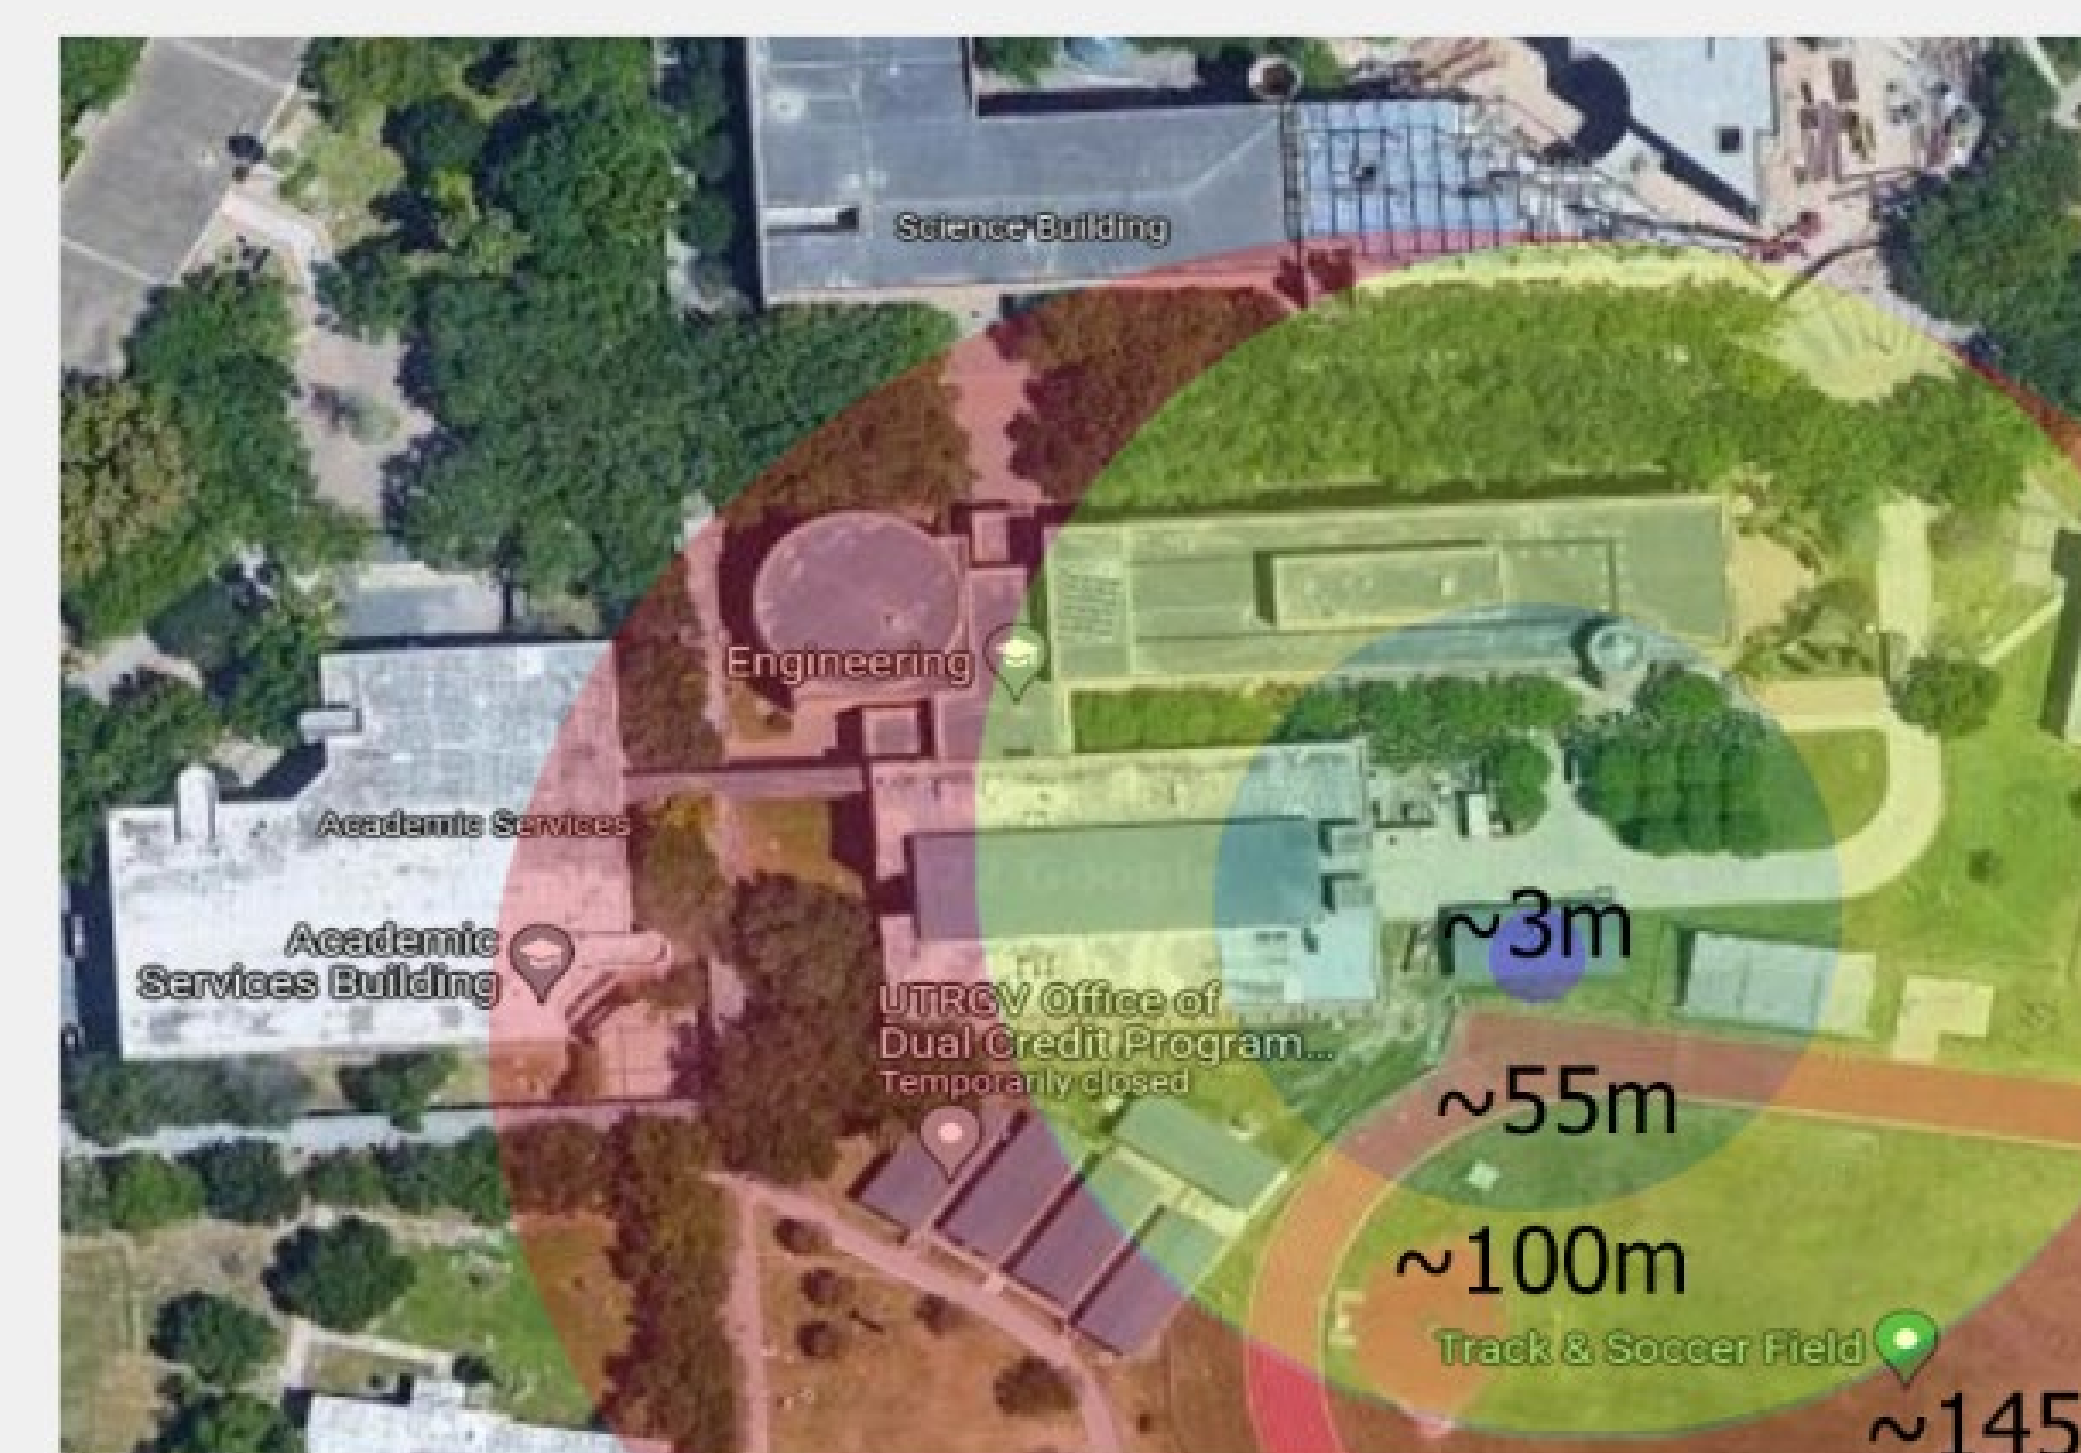 Science Building
Engineering
Academic Services
Academic
Services Building
~3m
UTRGV Office of
Dual Credit Program...
Temporarily closed
~55m
~100m
Track & Soccer Field
~145